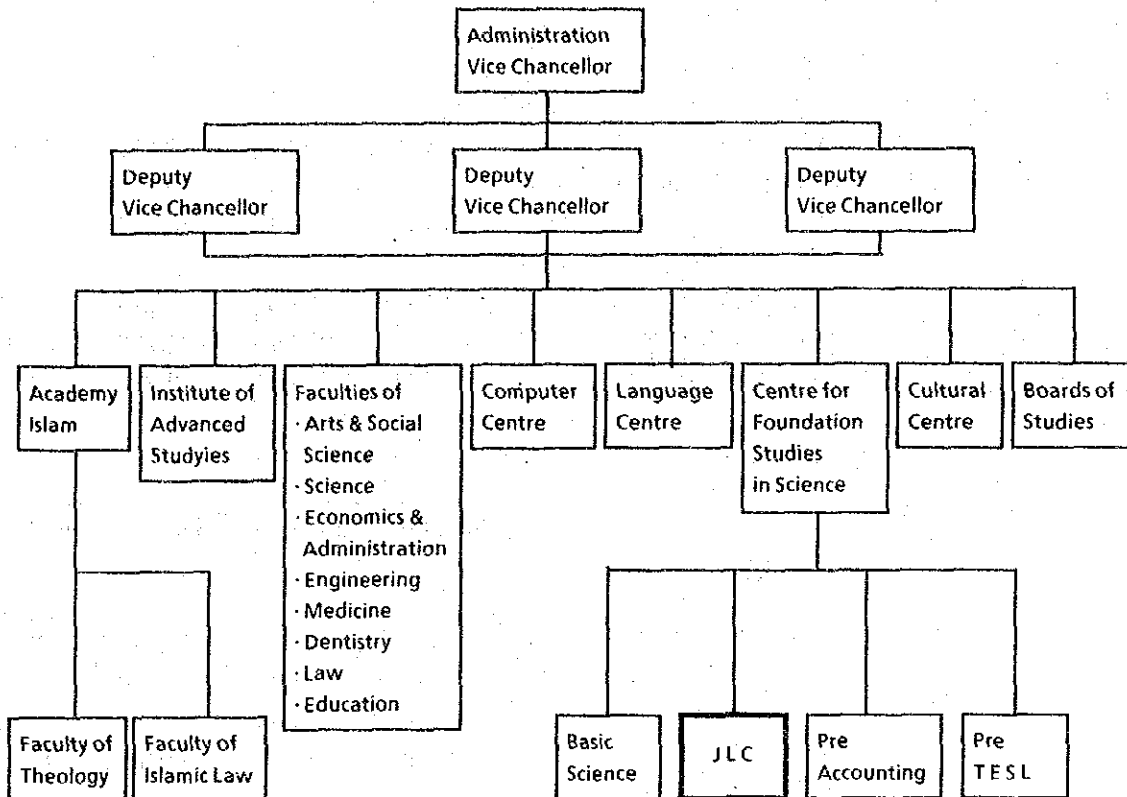 Administration
Vice Chancellor
Deputy
Vice Chancellor
Deputy
Vice Chancellor
Deputy
Vice Chancellor
Academy
Islam
Institute of
Advanced
Studyies
Faculties of
· Arts & Social
Science
· Science
· Economics &
Administration
· Engineering
· Medicine
· Dentistry
· Law
· Education
Computer
Centre
Language
Centre
Centre for
Foundation
Studies
in Science
Cultural
Centre
Boards of
Studies
Faculty of
Theology
Faculty of
Islamic Law
Basic
Science
JLC
Pre
Accounting
Pre
TESL